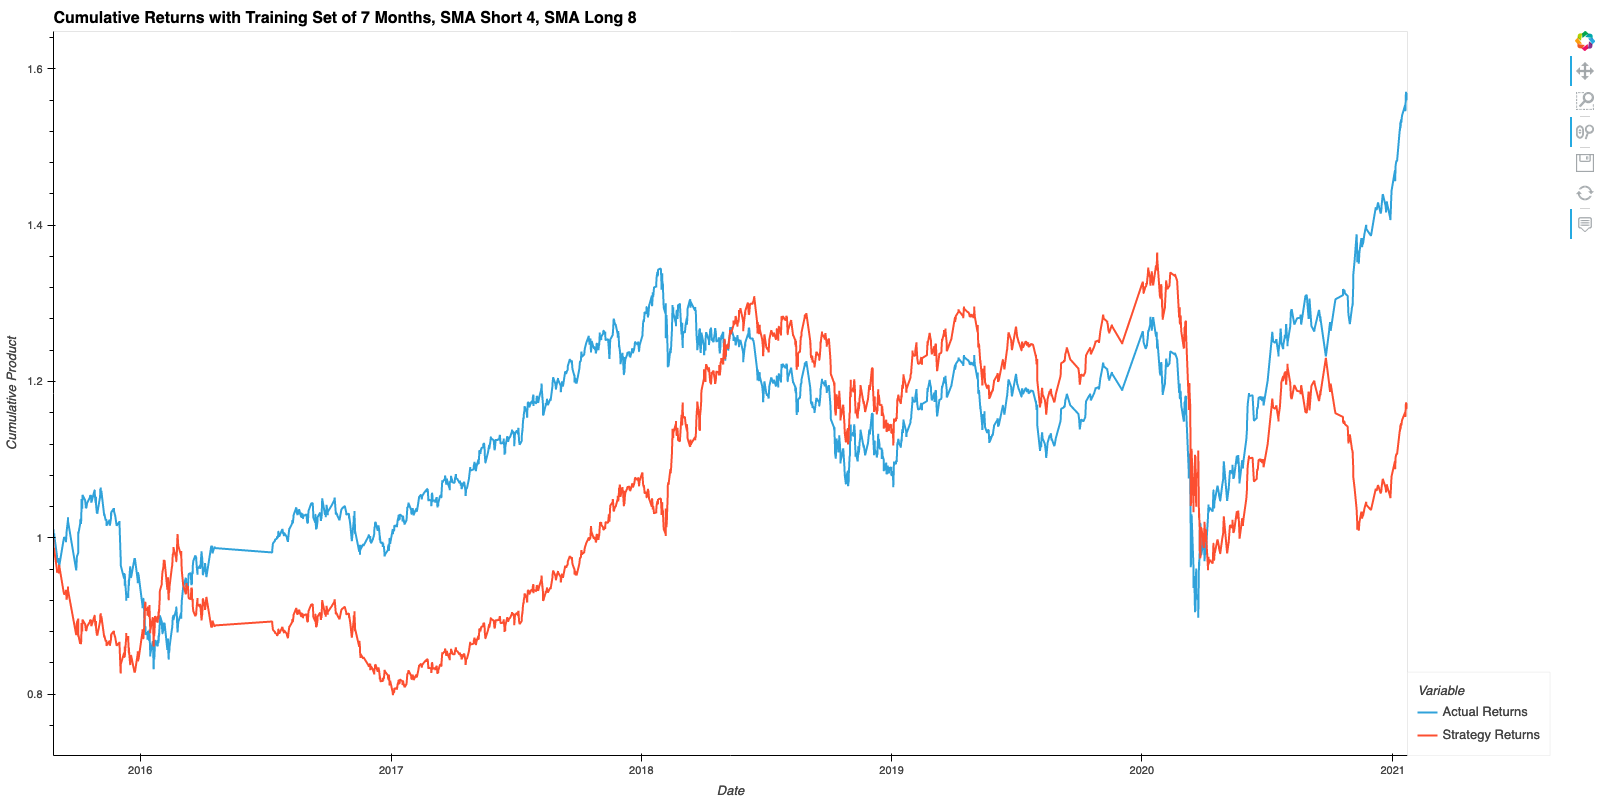 Cumulative Returns with Training Set of 7 Months, SMA Short 4, SMA Long 8
1.6
1.4
1.2
1
0.8
Cumulative Product
2016
2017
2018
2019
2020
2021
Date
Variable
Actual Returns
Strategy Returns